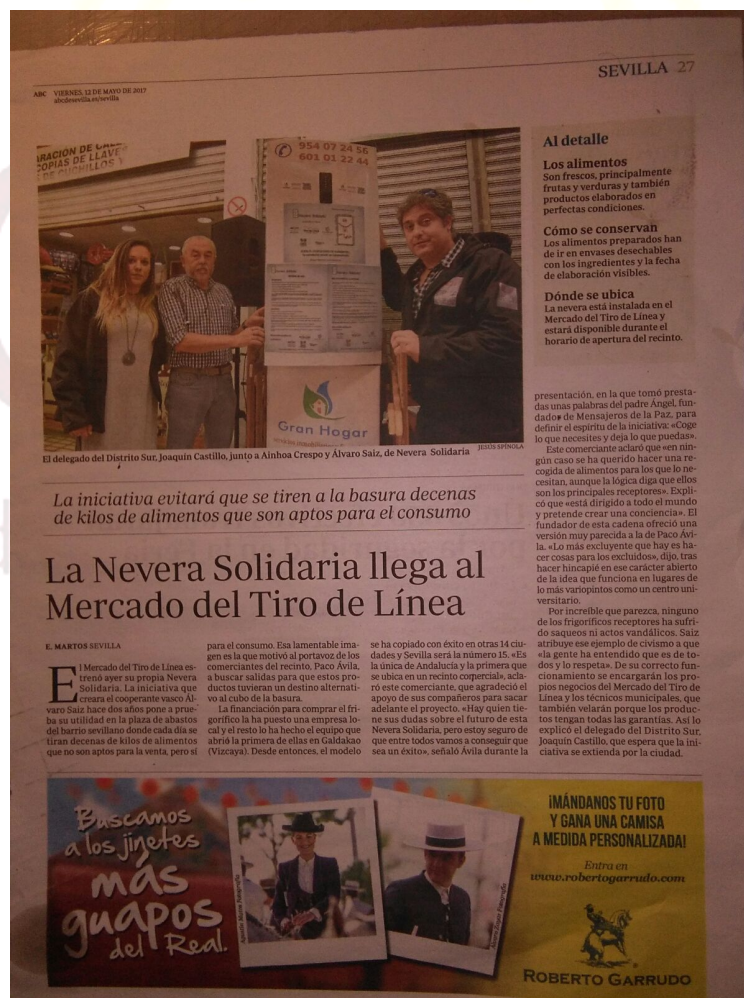 SEVILLA 27
ABC VIERNES, 12 DE MAYO DE 2017
abcdesevilla.es/sevilla
COPIAS DE LLAVE
DE CUCHILLOS Y
954 07 24 56
601 01 22 44
Gran Hogar
JESÚS SPÍNOLA
El delegado del Distrito Sur, Joaquín Castillo, junto a Ainhoa Crespo y Álvaro Saiz, de Nevera Solidaria
La iniciativa evitará que se tiren a la basura decenas
de kilos de alimentos que son aptos para el consumo
La Nevera Solidaria llega al
Mercado del Tiro de Línea
E. MARTOS SEVILLA
El Mercado del Tiro de Línea es-
trenó ayer su propia Nevera
Solidaria. La iniciativa que
creara el cooperante vasco Ál-
varo Saiz hace dos años pone a prue-
ba su utilidad en la plaza de abastos
del barrio sevillano donde cada día se
tiran decenas de kilos de alimentos
que no son aptos para la venta, pero sí
para el consumo. Esa lamentable ima-
gen es la que motivó al portavoz de los
comerciantes del recinto, Paco Ávila,
a buscar salidas para que estos pro-
ductos tuvieran un destino alternati-
vo al cubo de la basura.
La financiación para comprar el fri-
gorífico la ha puesto una empresa lo-
cal y el resto lo ha hecho el equipo que
abrió la primera de ellas en Galdakao
(Vizcaya). Desde entonces, el modelo
se ha copiado con éxito en otras 14 ciu-
dades y Sevilla será la número 15. «Es
la única de Andalucía y la primera que
se ubica en un recinto comercial», acla-
ró este comerciante, que agradeció el
apoyo de sus compañeros para sacar
adelante el proyecto. «Hay quien tie-
ne sus dudas sobre el futuro de esta
Nevera Solidaria, pero estoy seguro de
que entre todos vamos a conseguir que
sea un éxito», señaló Ávila durante la
presentación, en la que tomó presta-
das unas palabras del padre Ángel, fun-
dador de Mensajeros de la Paz, para
definir el espíritu de la iniciativa: «Coge
lo que necesites y deja lo que puedas».
Este comerciante aclaró que «en nin-
gún caso se ha querido hacer una re-
cogida de alimentos para los que lo ne-
cesitan, aunque la lógica diga que ellos
son los principales receptores». Expli-
có que «está dirigido a todo el mundo
y pretende crear una conciencia». El
fundador de esta cadena ofreció una
versión muy parecida a la de Paco Ávi-
la. «Lo más excluyente que hay es ha-
cer cosas para los excluidos», dijo, tras
hacer hincapié en ese carácter abierto
de la idea que funciona en lugares de
lo más variopintos como un centro uni-
versitario.
Por increíble que parezca, ninguno
de los frigoríficos receptores ha sufri-
do saqueos ni actos vandálicos. Saiz
atribuye ese ejemplo de civismo a que
«la gente ha entendido que es de to-
dos y lo respeta». De su correcto fun-
cionamiento se encargarán los pro-
pios negocios del Mercado del Tiro de
Línea y los técnicos municipales, que
también velarán porque los produc-
tos tengan todas las garantías. Así lo
explicó el delegado del Distrito Sur,
Joaquín Castillo, que espera que la ini-
ciativa se extienda por la ciudad.
Al detalle
Los alimentos
Son frescos, principalmente
frutas y verduras y también
productos elaborados en
perfectas condiciones.
Cómo se conservan
Los alimentos preparados han
de ir en envases desechables
con los ingredientes y la fecha
de elaboración visibles.
Dónde se ubica
La nevera está instalada en el
Mercado del Tiro de Línea y
estará disponible durante el
horario de apertura del recinto.
Buscamos
a los jinetes
más
guapos
del Real.
¡MÁNDANOS TU FOTO
Y GANA UNA CAMISA
A MEDIDA PERSONALIZADA!
Entra en
www.robertogarrudo.com
ROBERTO GARRUDO